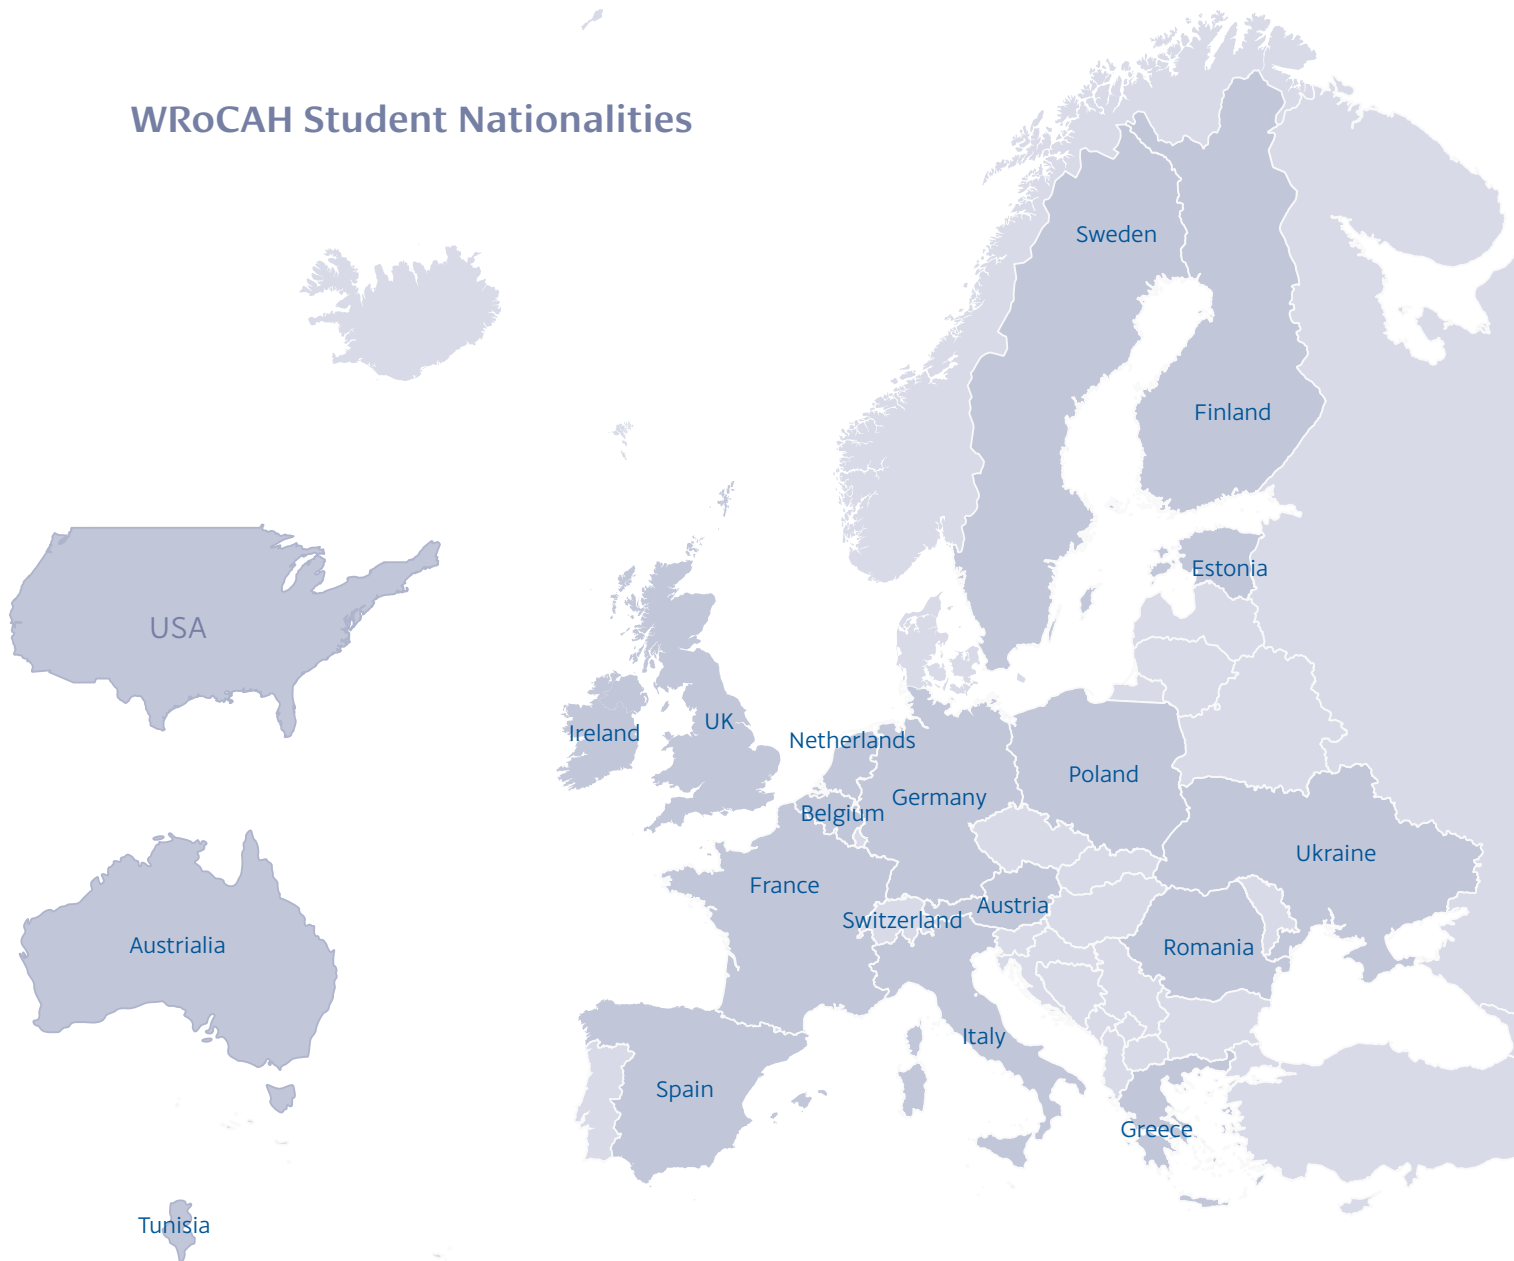 WRoCAH Student Nationalities
Sweden
Finland
Estonia
USA
Ireland
UK
Netherlands
Poland
Germany
Belgium
Ukraine
France
Austria
Switzerland
Austrialia
Romania
Italy
Spain
Greece
Tunisia